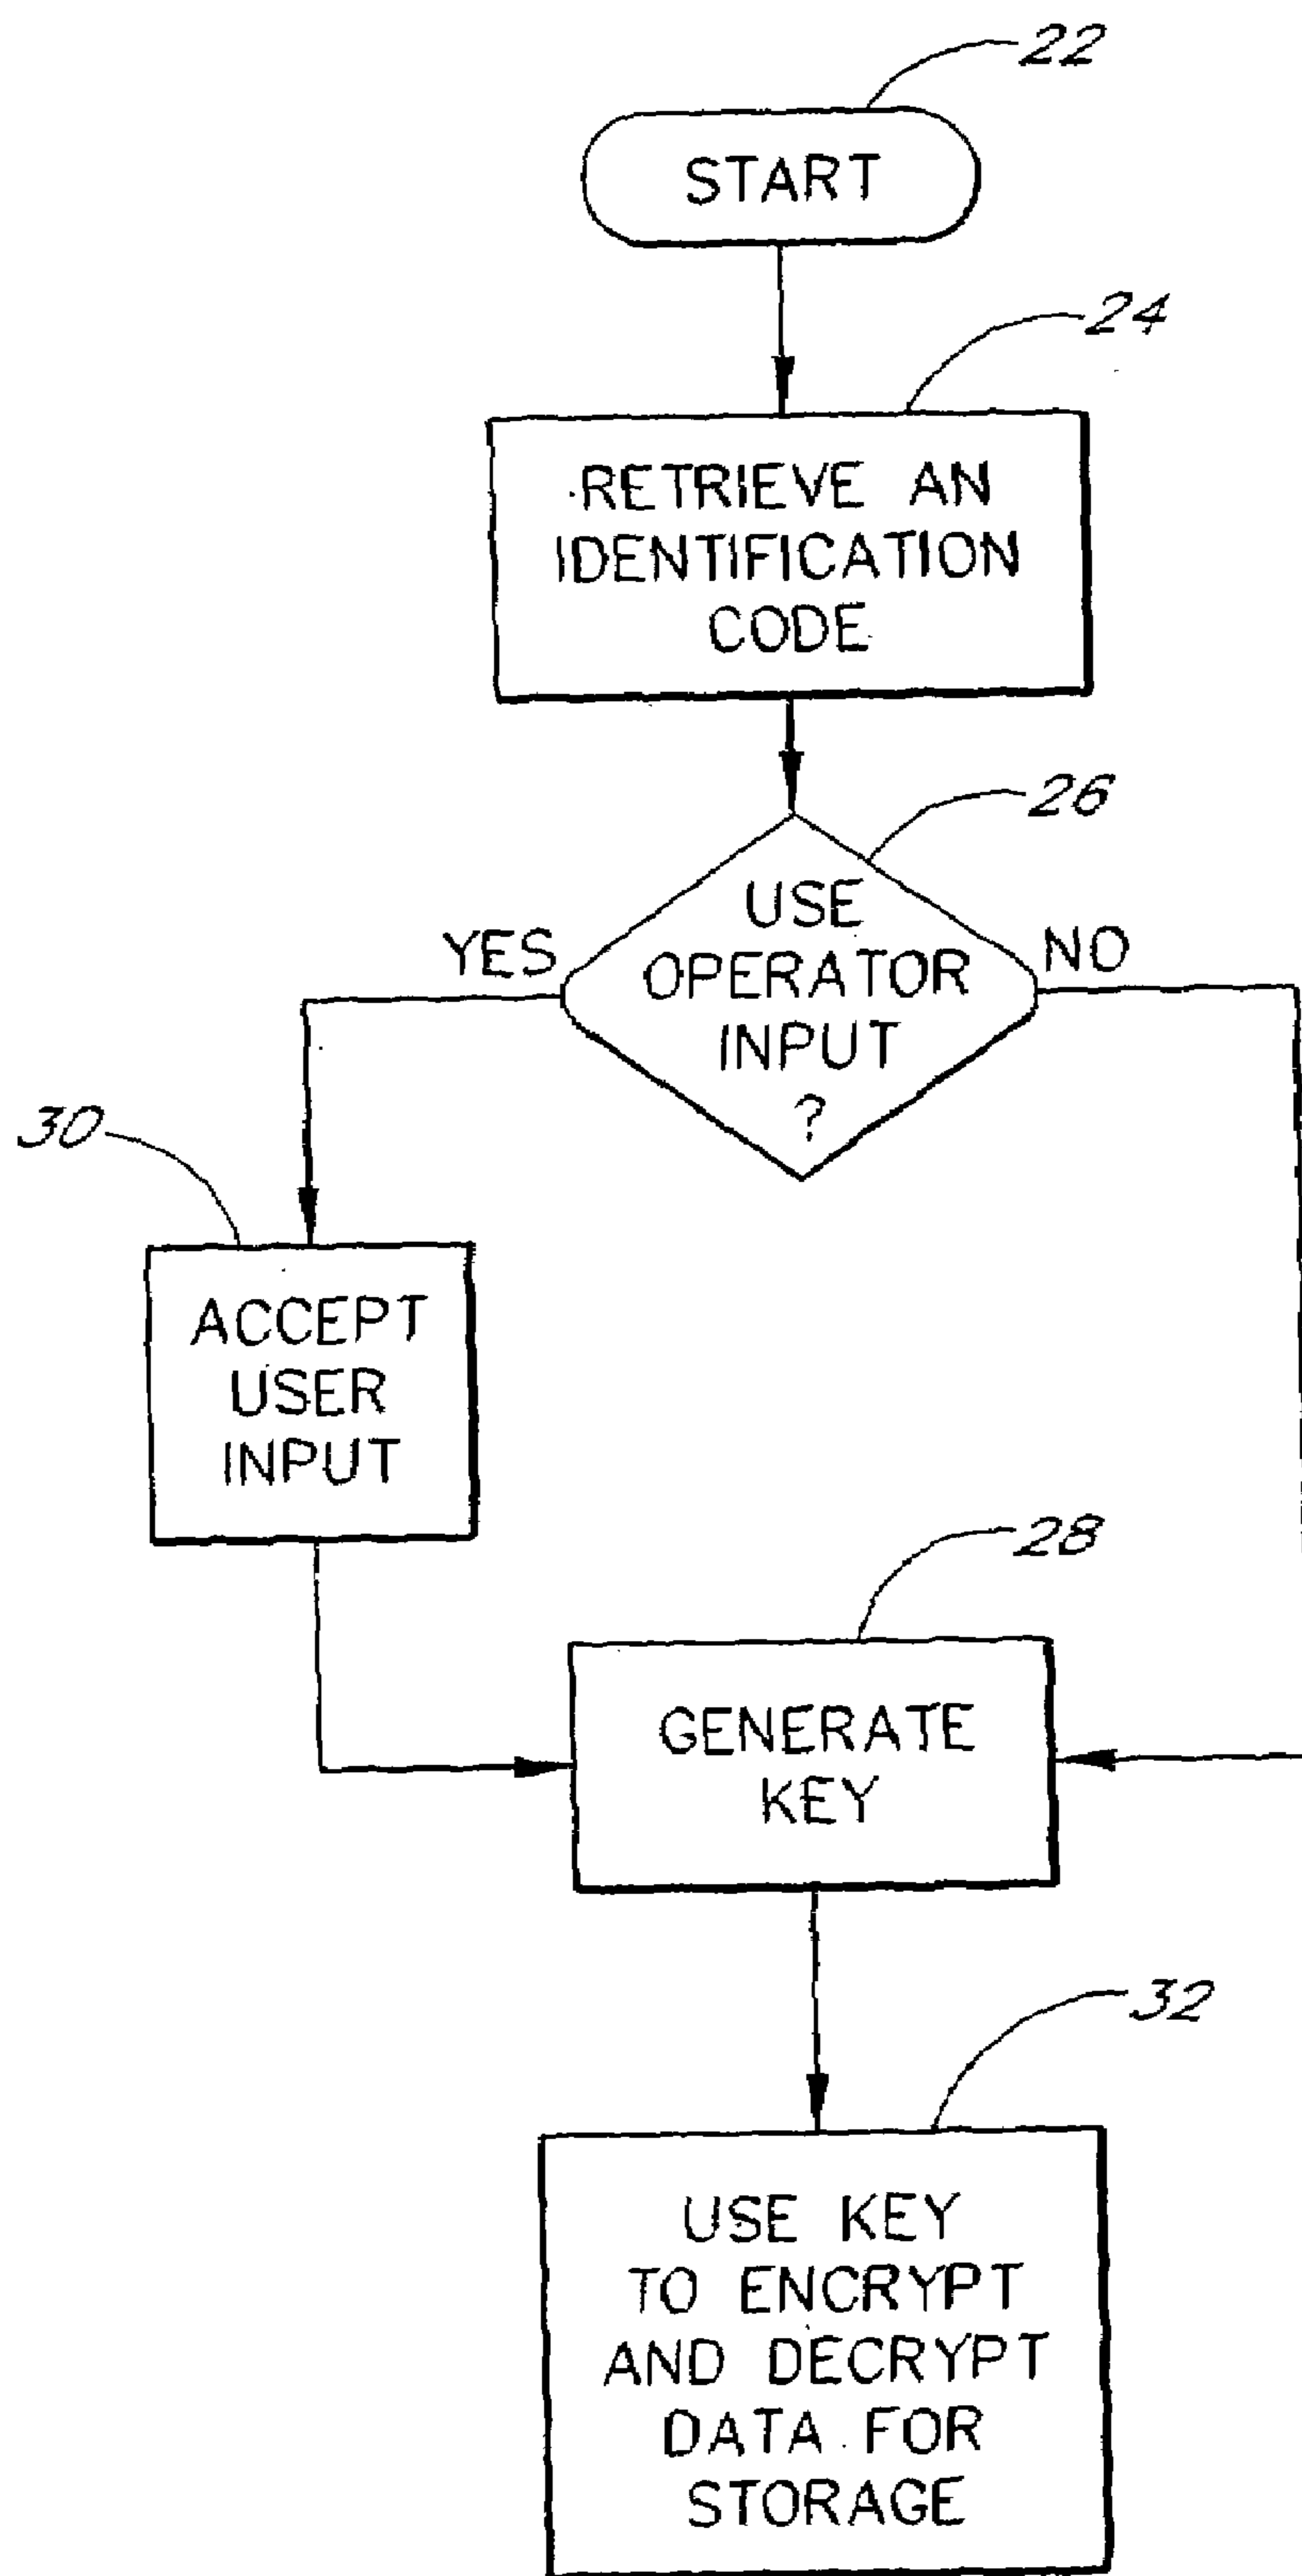 22
START
24
RETRIEVE AN
IDENTIFICATION
CODE
26
USE
OPERATOR
INPUT
?
YES
NO
30
ACCEPT
USER
INPUT
28
GENERATE
KEY
32
USE KEY
TO ENCRYPT
AND DECRYPT
DATA FOR
STORAGE